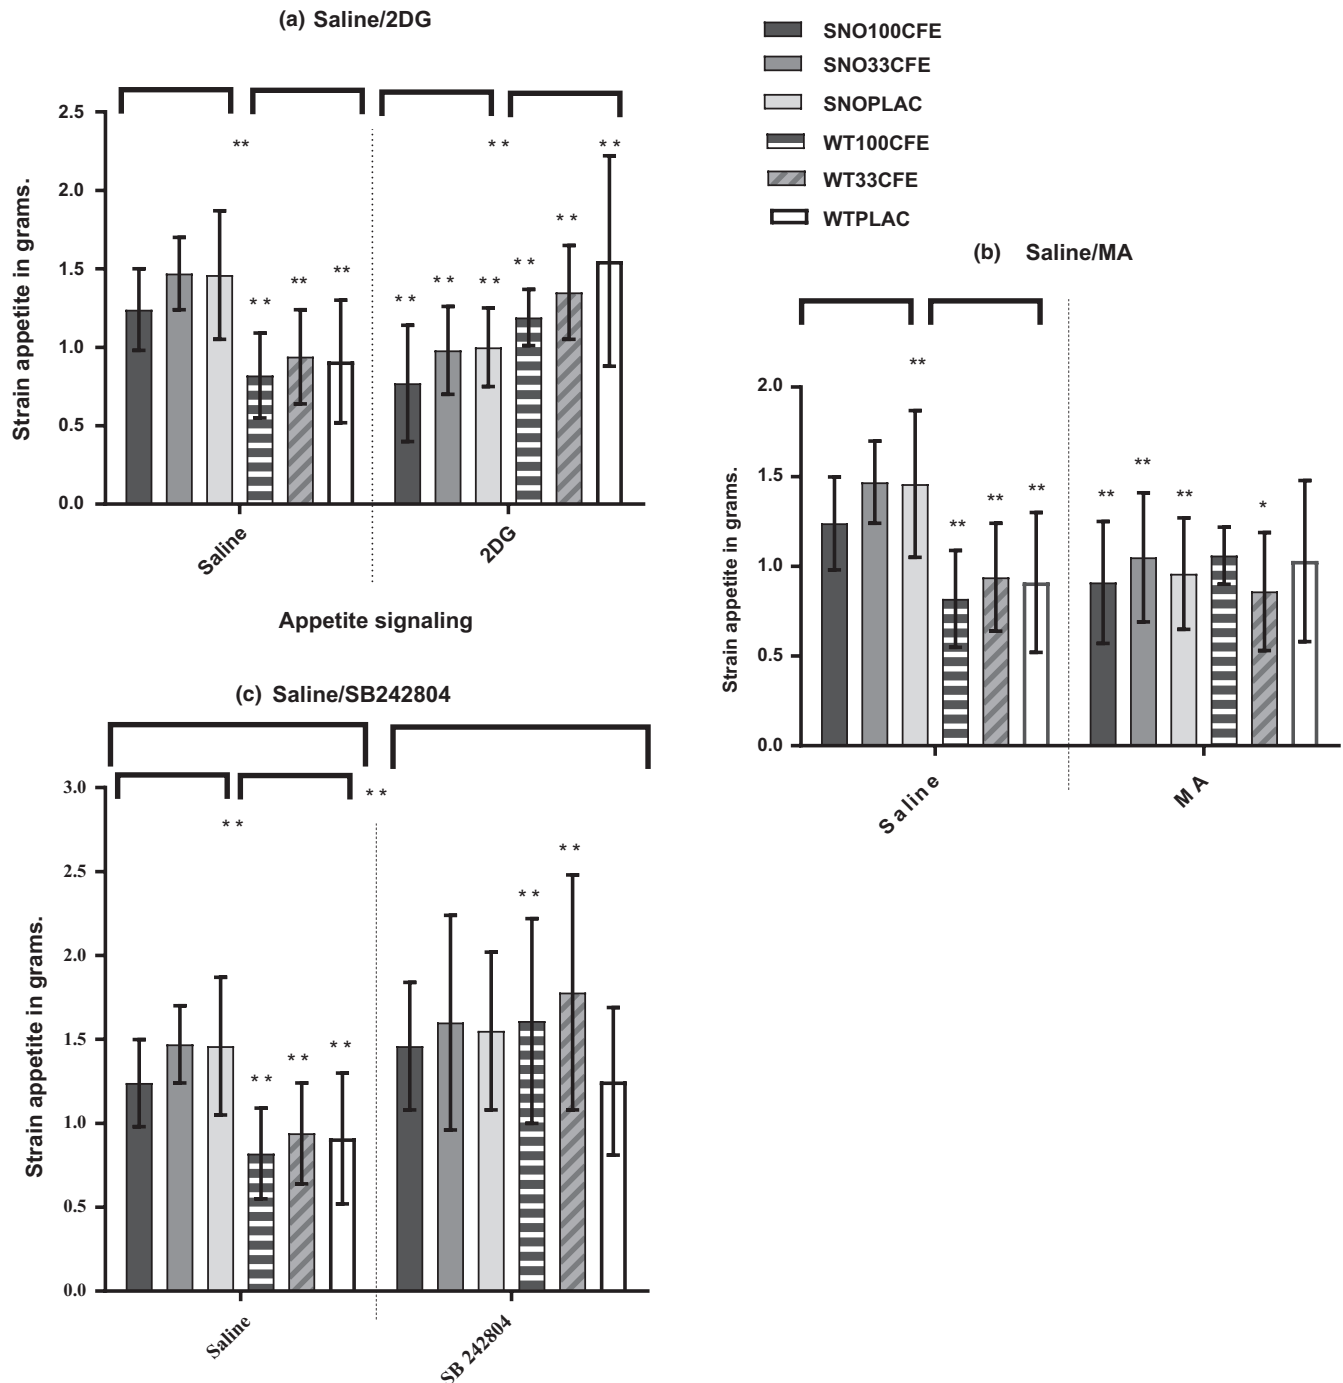 (a) Saline/2DG
2.5
2.0
1.5
1.0
0.5
0.0
Strain appetite in grams.
**
* *
**
**
* *
* *
* *
* *
* *
* *
* *
Saline
2DG
Appetite signaling
SNO100CFE
SNO33CFE
SNOPLAC
WT100CFE
WT33CFE
WTPLAC
(b) Saline/MA
2.0
1.5
1.0
0.5
0.0
Strain appetite in grams.
**
**
**
**
**
**
**
*
Saline
MA
(c) Saline/SB242804
3.0
2.5
2.0
1.5
1.0
0.5
0.0
Strain appetite in grams.
* *
* *
* *
* *
* *
* *
* *
Saline
SB 242804